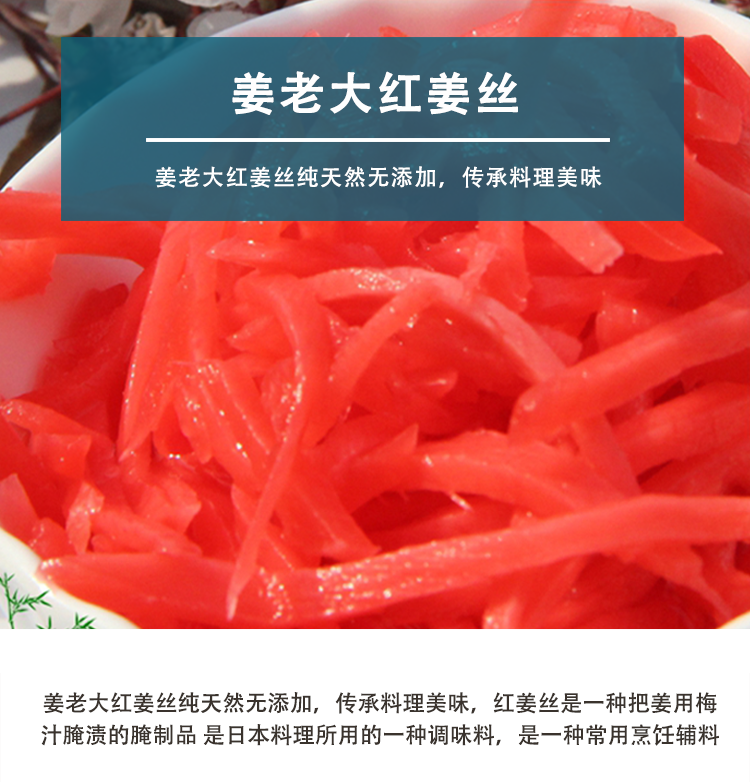 姜老大红姜丝
姜老大红姜丝纯天然无添加，传承料理美味
姜老大红姜丝纯天然无添加，传承料理美味，红姜丝是一种把姜用梅
汁腌渍的腌制品 是日本料理所用的一种调味料，是一种常用烹饪辅料